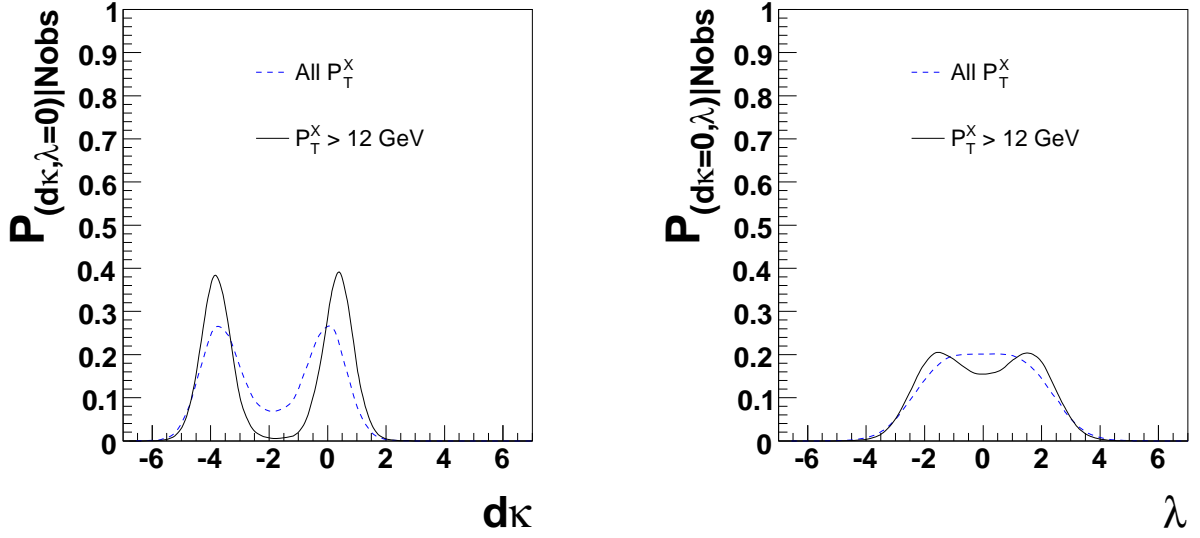 P(dκ,λ=0)|Nobs
1
0.9
0.8
0.7
0.6
0.5
0.4
0.3
0.2
0.1
0
All P_T^X
P_T^X > 12 GeV
-6 -4 -2 0 2 4 6
dκ
P(dκ=0,λ)|Nobs
1
0.9
0.8
0.7
0.6
0.5
0.4
0.3
0.2
0.1
0
All P_T^X
P_T^X > 12 GeV
-6 -4 -2 0 2 4 6
λ